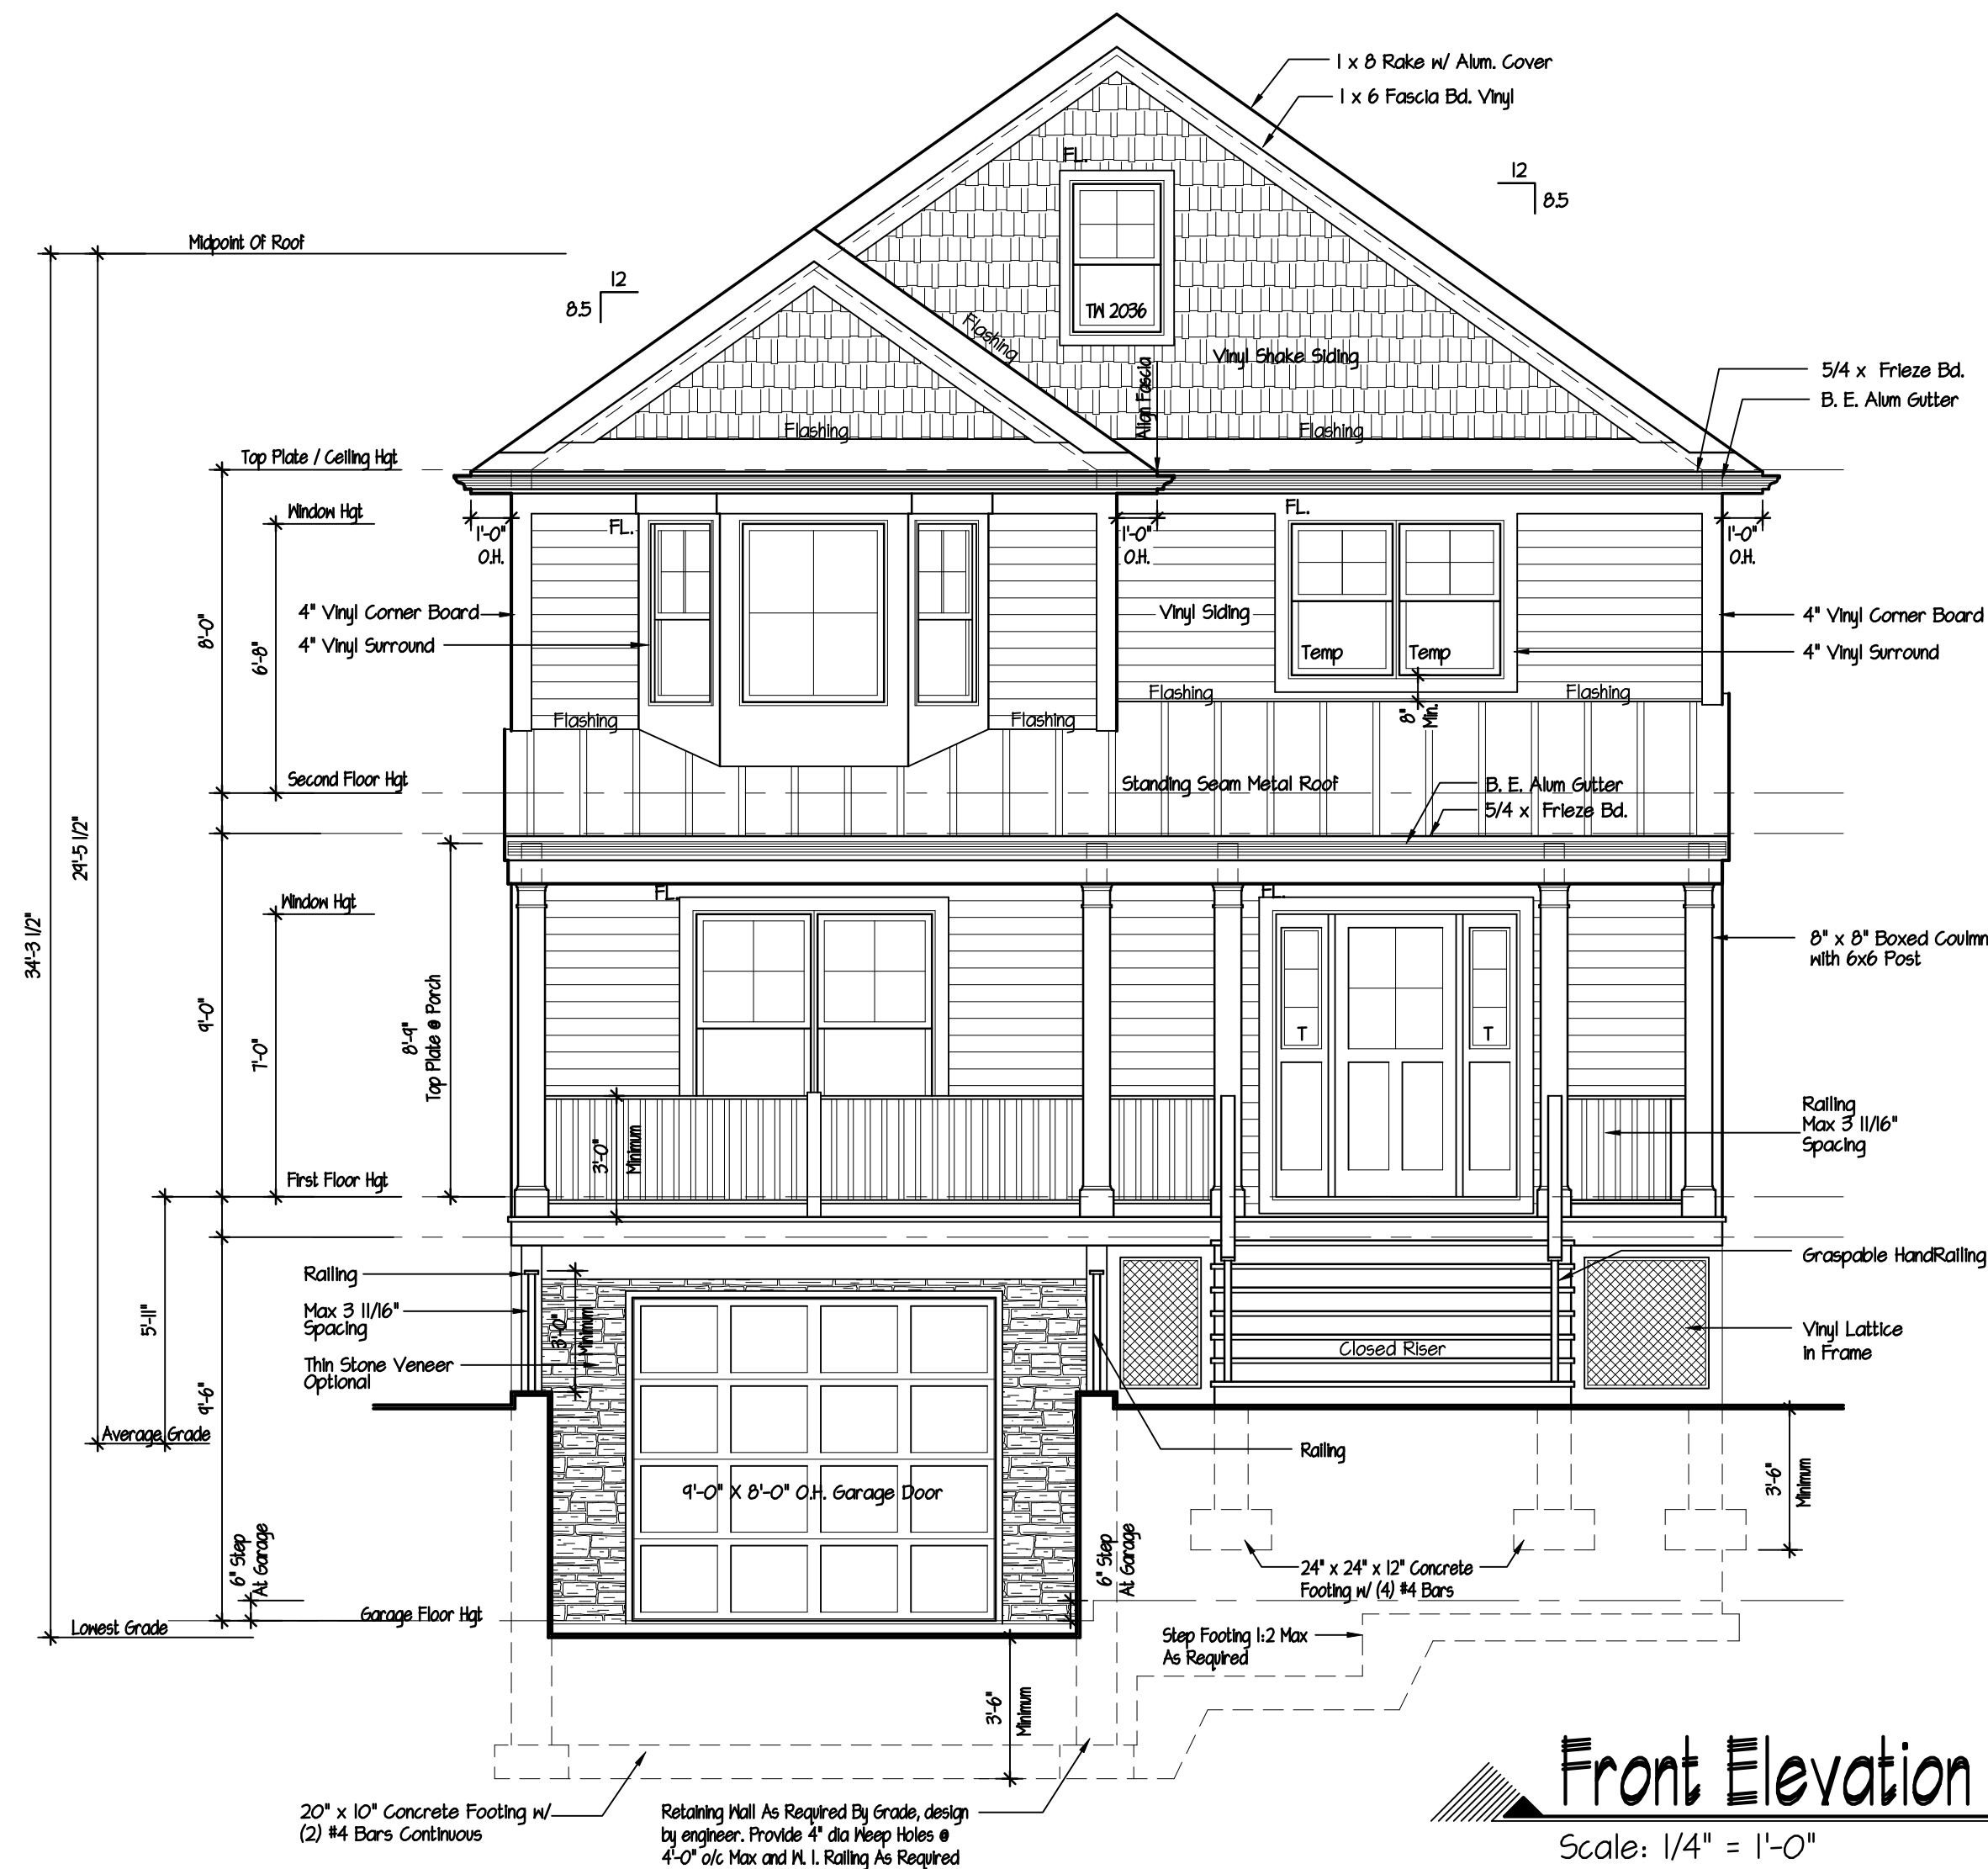 1 x 8 Rake w/ Alum. Cover
1 x 6 Fascia Bd. Vinyl
FL.
12
8.5
Midpoint Of Roof
12
8.5
TW 2036
Flashing
Vinyl Shake Siding
Align Fascia
5/4 x Frieze Bd.
B. E. Alum Gutter
Flashing
Flashing
Top Plate / Ceiling Hgt
Window Hgt
FL.
FL.
1'-0"
O.H.
1'-0"
O.H.
1'-0"
O.H.
4" Vinyl Corner Board
4" Vinyl Surround
Vinyl Siding
4" Vinyl Corner Board
4" Vinyl Surround
Temp
Temp
8'-0"
6'-8"
Flashing
Flashing
Flashing
Flashing
8"
Min.
Second Floor Hgt
Standing Seam Metal Roof
B. E. Alum Gutter
5/4 x Frieze Bd.
29'-5 1/2"
34'-3 1/2"
Window Hgt
FL.
FL.
8" x 8" Boxed Coulmn
with 6x6 Post
9'-0"
7'-0"
8'-9"
Top Plate @ Porch
T
T
3'-0"
Minimum
Railing
Max 3 11/16"
Spacing
First Floor Hgt
Graspable HandRailing
Railing
Max 3 11/16"
Spacing
5'-11"
9'-6"
3'-0"
Minimum
Thin Stone Veneer
Optional
Closed Riser
Vinyl Lattice
in Frame
Average Grade
Railing
9'-0" X 8'-0" O.H. Garage Door
3'-6"
Minimum
6" Step
At Garage
6" Step
At Garage
24" x 24" x 12" Concrete
Footing w/ (4) #4 Bars
Garage Floor Hgt
Lowest Grade
Step Footing 1:2 Max
As Required
3'-6"
Minimum
20" x 10" Concrete Footing w/
(2) #4 Bars Continuous
Retaining Wall As Required By Grade, design
by engineer. Provide 4" dia Weep Holes @
4'-0" o/c Max and W. I. Railing As Required
Front Elevation
Scale: 1/4" = 1'-0"